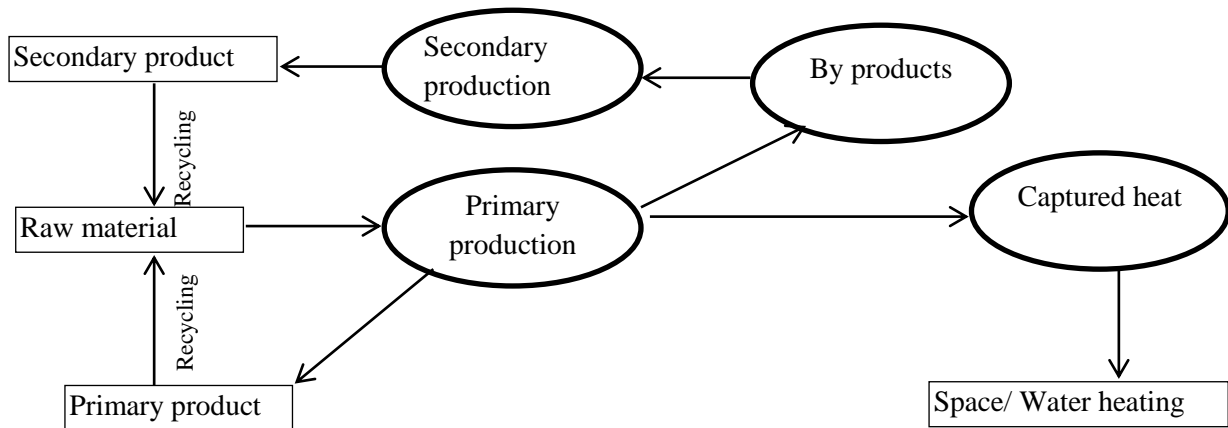 Secondary product
Secondary
production
By products
Recycling
Raw material
Primary
production
Captured heat
Recycling
Primary product
Space/ Water heating